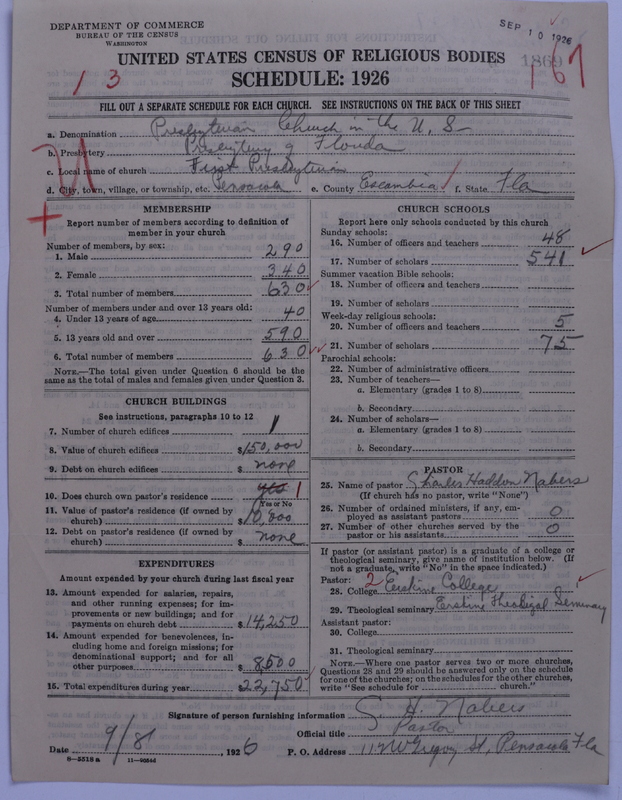 DEPARTMENT OF COMMERCE
BUREAU OF THE CENSUS
WASHINGTON
SEP 10 1926
1869
167
13
UNITED STATES CENSUS OF RELIGIOUS BODIES
SCHEDULE: 1926
FILL OUT A SEPARATE SCHEDULE FOR EACH CHURCH. SEE INSTRUCTIONS ON THE BACK OF THIS SHEET
a. Denomination Presbyterian Church in the U. S—
b. Presbytery Presbytery of Florida
c. Local name of church First Presbyterian
d. City, town, village, or township, etc. Pensacola e. County Escambia f. State Fla
MEMBERSHIP
Report number of members according to definition of member in your church
Number of members, by sex:
1. Male 290
2. Female 340
3. Total number of members 630
Number of members under and over 13 years old:
4. Under 13 years of age 40
5. 13 years old and over 590
6. Total number of members 630
NOTE.—The total given under Question 6 should be
same as the total of males and females given under Question 3.
CHURCH BUILDINGS
See instructions, paragraphs 10 to 12
7. Number of church edifices 1
8. Value of church edifices $150,000
9. Debt on church edifices $ none
10. Does church own pastor's residence yes 1
Yes or No
11. Value of pastor's residence (if owned by
church) $10,000
12. Debt on pastor's residence (if owned by
church) $ none
EXPENDITURES
Amount expended by your church during last fiscal year
13. Amount expended for salaries, repairs,
and other running expenses; for im-
provements or new buildings; and for
payments on church debt $14,250
14. Amount expended for benevolences, in-
cluding home and foreign missions; for
denominational support; and for all
other purposes 8500
15. Total expenditures during year $22,750
CHURCH SCHOOLS
Report here only schools conducted by this church
Sunday schools:
16. Number of officers and teachers 48
17. Number of scholars 541
Summer vacation Bible schools:
18. Number of officers and teachers
19. Number of scholars
Week-day religious schools:
20. Number of officers and teachers 5
21. Number of scholars 75
Parochial schools:
22. Number of administrative officers
23. Number of teachers—
a. Elementary (grades 1 to 8)
b. Secondary
24. Number of scholars—
a. Elementary (grades 1 to 8)
b. Secondary
PASTOR
25. Name of pastor Charles Haddon Nabers
(If church has no pastor, write "None")
26. Number of ordained ministers, if any, em-
ployed as assistant pastors 0
27. Number of other churches served by the
pastor or his assistants 0
If pastor (or assistant pastor) is a graduate of a college or
theological seminary, give name of institution below. (If
not a graduate, write "No" in the space indicated.)
Pastor: 2
28. College Erskine College
29. Theological seminary Erskine Theological Seminary
Assistant pastor:
30. College
31. Theological seminary
NOTE.—Where one pastor serves two or more churches,
Questions 28 and 29 should be answered only on the schedule
for one of the churches; on the schedules for the other churches,
write "See schedule for church."
Signature of person furnishing information C. H. Nabers
Official title Pastor
Date 9/8 1926 P. O. Address 112 W Gregory St, Pensacola Fla
8—5518 a